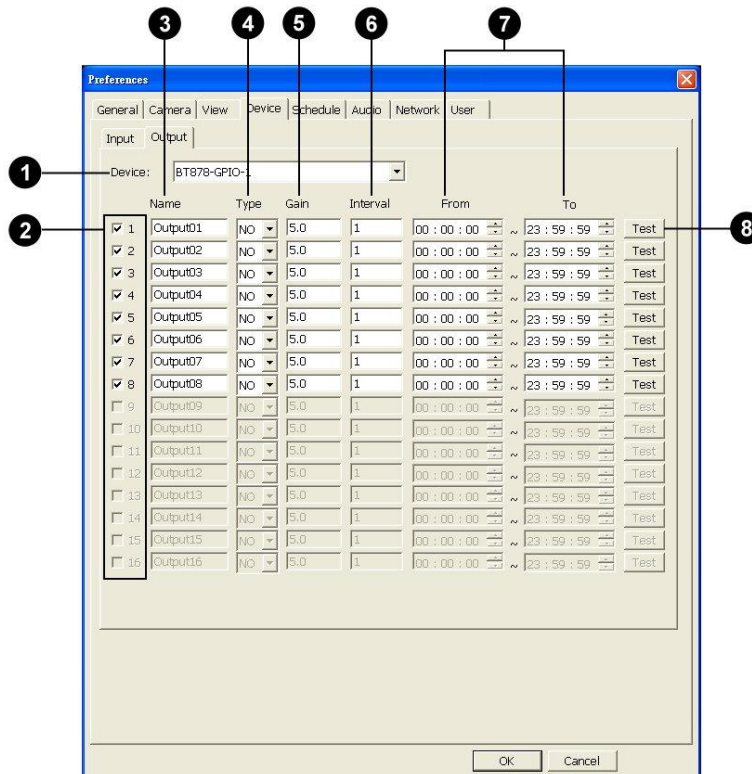 3 4 5 6 7
Preferences
General Camera View Device Schedule Audio Network User
Input Output
1 Device: BT878-GPIO-1
Name Type Gain Interval From To
2 8
1 Output01 NO 5.0 1 00 : 00 : 00 ~ 23 : 59 : 59 Test
2 Output02 NO 5.0 1 00 : 00 : 00 ~ 23 : 59 : 59 Test
3 Output03 NO 5.0 1 00 : 00 : 00 ~ 23 : 59 : 59 Test
4 Output04 NO 5.0 1 00 : 00 : 00 ~ 23 : 59 : 59 Test
5 Output05 NO 5.0 1 00 : 00 : 00 ~ 23 : 59 : 59 Test
6 Output06 NO 5.0 1 00 : 00 : 00 ~ 23 : 59 : 59 Test
7 Output07 NO 5.0 1 00 : 00 : 00 ~ 23 : 59 : 59 Test
8 Output08 NO 5.0 1 00 : 00 : 00 ~ 23 : 59 : 59 Test
9 Output09 NO 5.0 1 00 : 00 : 00 ~ 23 : 59 : 59 Test
10 Output10 NO 5.0 1 00 : 00 : 00 ~ 23 : 59 : 59 Test
11 Output11 NO 5.0 1 00 : 00 : 00 ~ 23 : 59 : 59 Test
12 Output12 NO 5.0 1 00 : 00 : 00 ~ 23 : 59 : 59 Test
13 Output13 NO 5.0 1 00 : 00 : 00 ~ 23 : 59 : 59 Test
14 Output14 NO 5.0 1 00 : 00 : 00 ~ 23 : 59 : 59 Test
15 Output15 NO 5.0 1 00 : 00 : 00 ~ 23 : 59 : 59 Test
16 Output16 NO 5.0 1 00 : 00 : 00 ~ 23 : 59 : 59 Test
OK Cancel